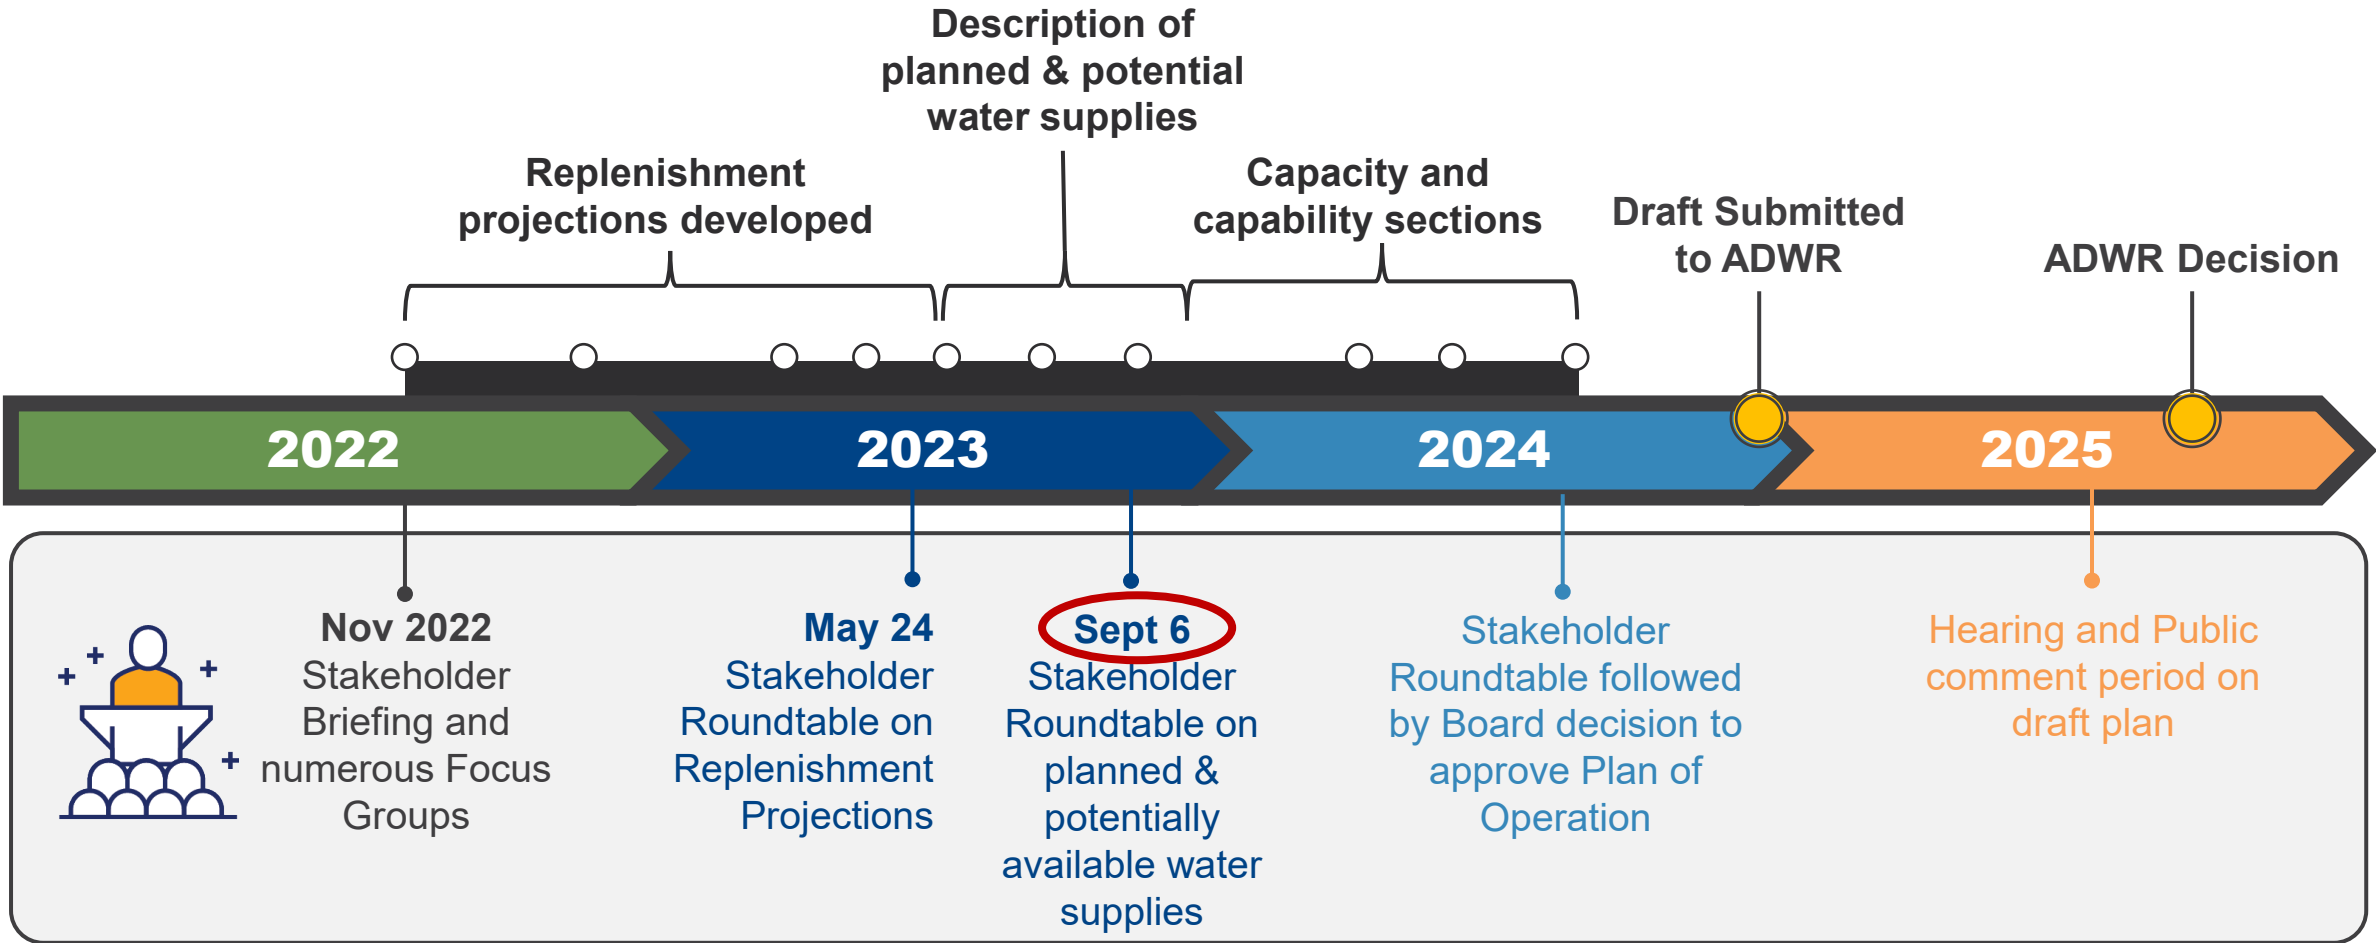 Description of
planned & potential
water supplies
Replenishment
projections developed
Capacity and
capability sections
Draft Submitted
to ADWR
ADWR Decision
2022
2023
2024
2025
Nov 2022
Stakeholder
Briefing and
numerous Focus
Groups
May 24
Stakeholder
Roundtable on
Replenishment
Projections
Sept 6
Stakeholder
Roundtable on
planned &
potentially
available water
supplies
Stakeholder
Roundtable followed
by Board decision to
approve Plan of
Operation
Hearing and Public
comment period on
draft plan